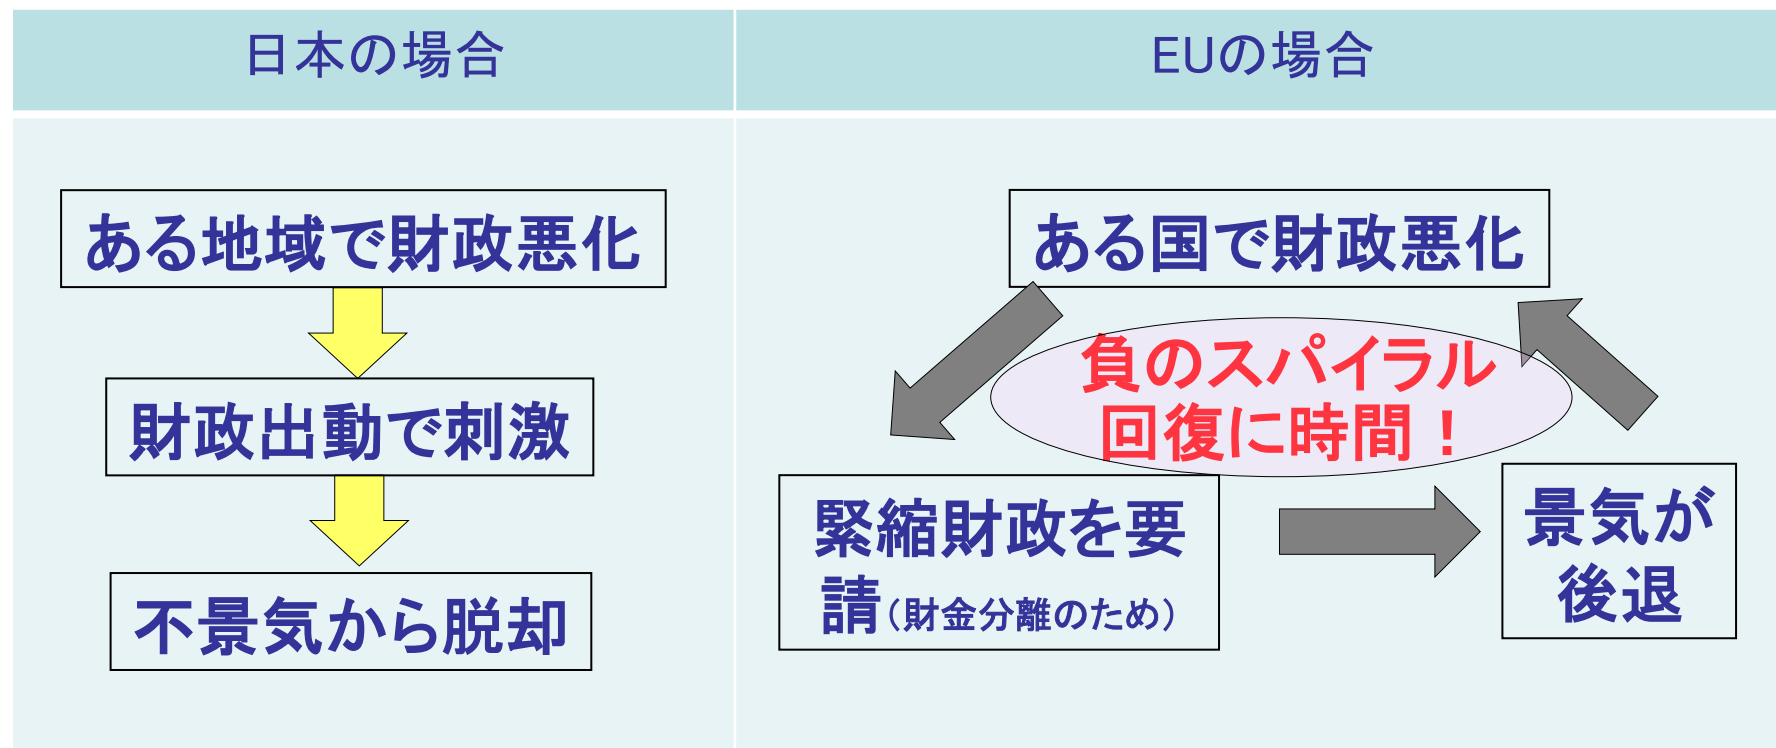 日本の場合
EUの場合
ある地域で財政悪化
財政出動で刺激
不景気から脱却
ある国で財政悪化
負のスパイラル
回復に時間！
緊縮財政を要
請（財金分離のため）
景気が
後退